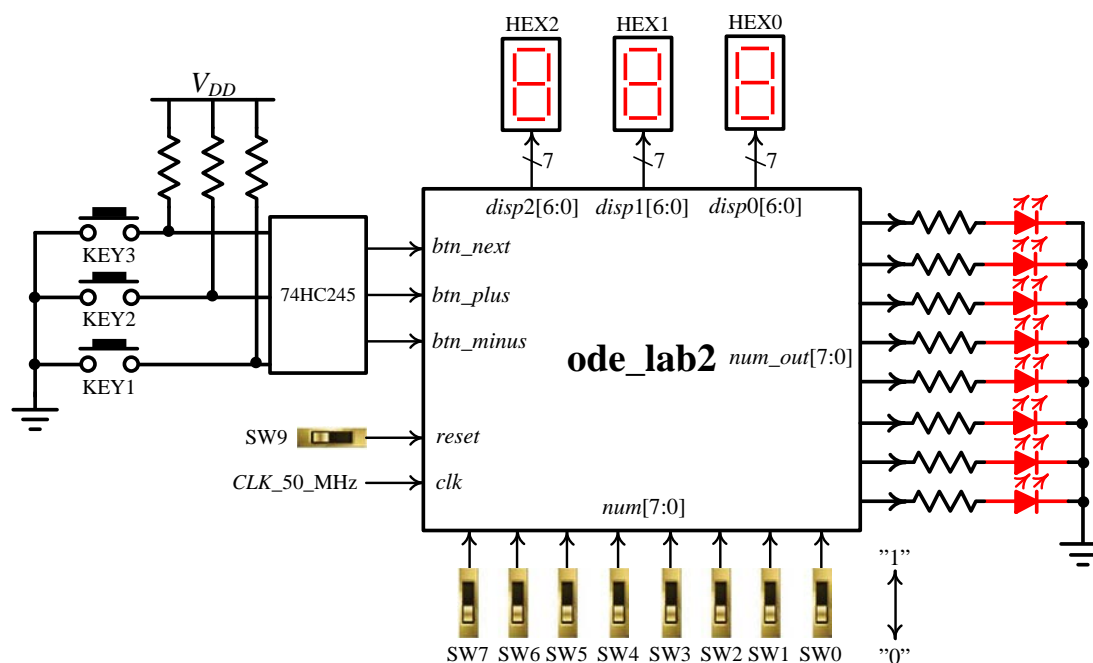 HEX2 HEX1 HEX0
V_DD
7 7 7
disp2[6:0] disp1[6:0] disp0[6:0]
KEY3
btn_next
KEY2
74HC245
btn_plus
btn_minus
KEY1
ode_lab2
num_out[7:0]
SW9
reset
CLK_50_MHz
clk
num[7:0]
”1”
SW7 SW6 SW5 SW4 SW3 SW2 SW1 SW0
”0”